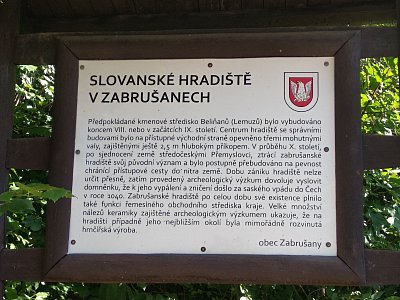 SLOVANSKÉ HRADIŠTĚ
V ZABRUŠANECH
Předpokládané kmenové středisko Beliňanů (Lemuzů) bylo vybudováno
koncem VIII. nebo v začátcích IX. století. Centrum hradiště se správními
budovami bylo na přístupné východní straně opevněno třemi mohutnými
valy, zajištěnými ještě 2,5 m hlubokým příkopem. V průběhu X. století,
po sjednocení země středočeskými Přemyslovci, ztrácí zabrušanské
hradiště svůj původní význam a bylo postupně přebudováno na pevnost
chránící přístupové cesty do nitra země. Dobu zániku hradiště nelze
určit přesně, zatím provedený archeologický výzkum dovoluje vyslovit
domněnku, že k jeho vypálení a zničení došlo za saského vpádu do Čech
v roce 1040. Zabrušanské hradiště po celou dobu své existence plnilo
také funkci řemeslného obchodního střediska kraje. Velké množství
nálezů keramiky zajištěné archeologickým výzkumem ukazuje, že na
hradišti případně jeho nejbližším okolí byla mimořádně rozvinutá
hrnčířská výroba.
obec Zabrušany